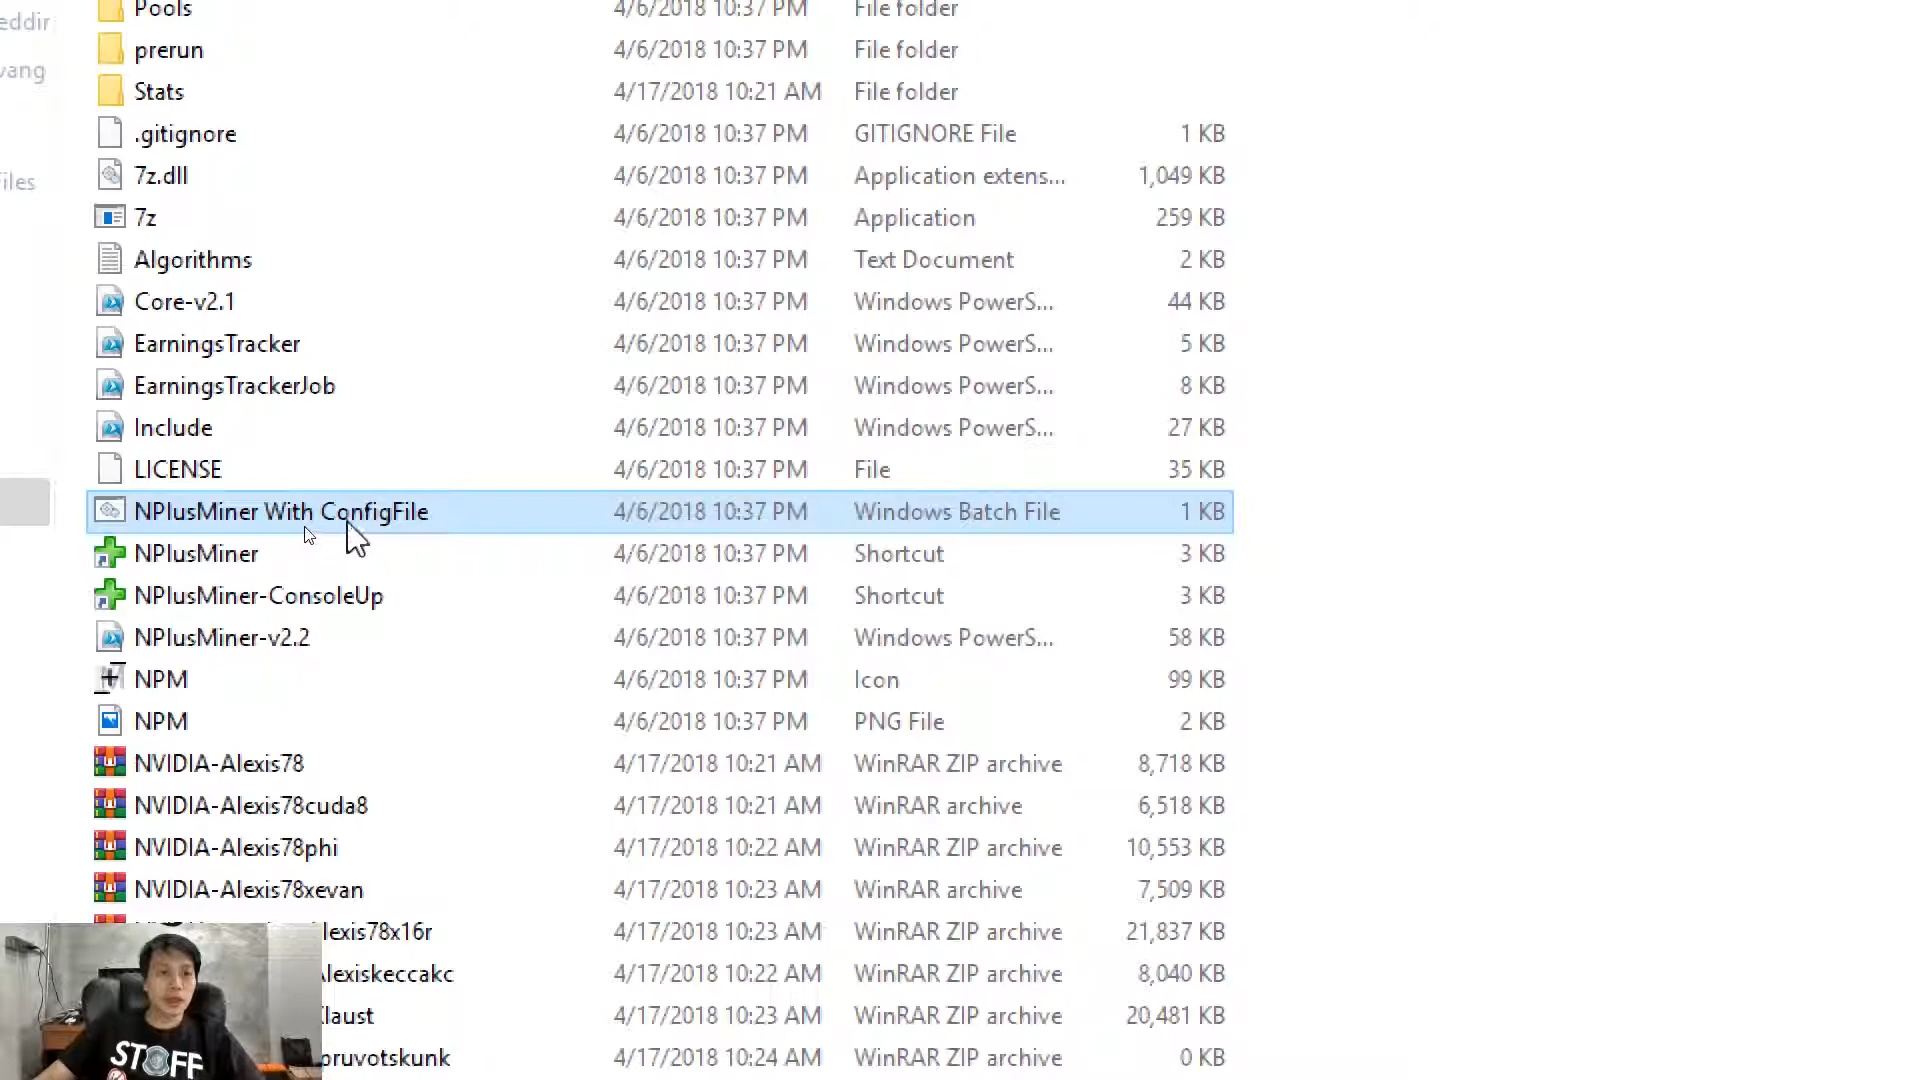 eddir
vang
iles
Pools 4/6/2018 10:37 PM File folder
prerun 4/6/2018 10:37 PM File folder
Stats 4/17/2018 10:21 AM File folder
.gitignore 4/6/2018 10:37 PM GITIGNORE File 1 KB
7z.dll 4/6/2018 10:37 PM Application extens... 1,049 KB
7z 4/6/2018 10:37 PM Application 259 KB
Algorithms 4/6/2018 10:37 PM Text Document 2 KB
Core-v2.1 4/6/2018 10:37 PM Windows PowerS... 44 KB
EarningsTracker 4/6/2018 10:37 PM Windows PowerS... 5 KB
EarningsTrackerJob 4/6/2018 10:37 PM Windows PowerS... 8 KB
Include 4/6/2018 10:37 PM Windows PowerS... 27 KB
LICENSE 4/6/2018 10:37 PM File 35 KB
NPlusMiner With ConfigFile 4/6/2018 10:37 PM Windows Batch File 1 KB
NPlusMiner 4/6/2018 10:37 PM Shortcut 3 KB
NPlusMiner-ConsoleUp 4/6/2018 10:37 PM Shortcut 3 KB
NPlusMiner-v2.2 4/6/2018 10:37 PM Windows PowerS... 58 KB
NPM 4/6/2018 10:37 PM Icon 99 KB
NPM 4/6/2018 10:37 PM PNG File 2 KB
NVIDIA-Alexis78 4/17/2018 10:21 AM WinRAR ZIP archive 8,718 KB
NVIDIA-Alexis78cuda8 4/17/2018 10:21 AM WinRAR archive 6,518 KB
NVIDIA-Alexis78phi 4/17/2018 10:22 AM WinRAR ZIP archive 10,553 KB
NVIDIA-Alexis78xevan 4/17/2018 10:23 AM WinRAR archive 7,509 KB
lexis78x16r 4/17/2018 10:23 AM WinRAR ZIP archive 21,837 KB
Alexiskeccakc 4/17/2018 10:22 AM WinRAR ZIP archive 8,040 KB
laust 4/17/2018 10:23 AM WinRAR ZIP archive 20,481 KB
pruvotskunk 4/17/2018 10:24 AM WinRAR ZIP archive 0 KB
STOFF